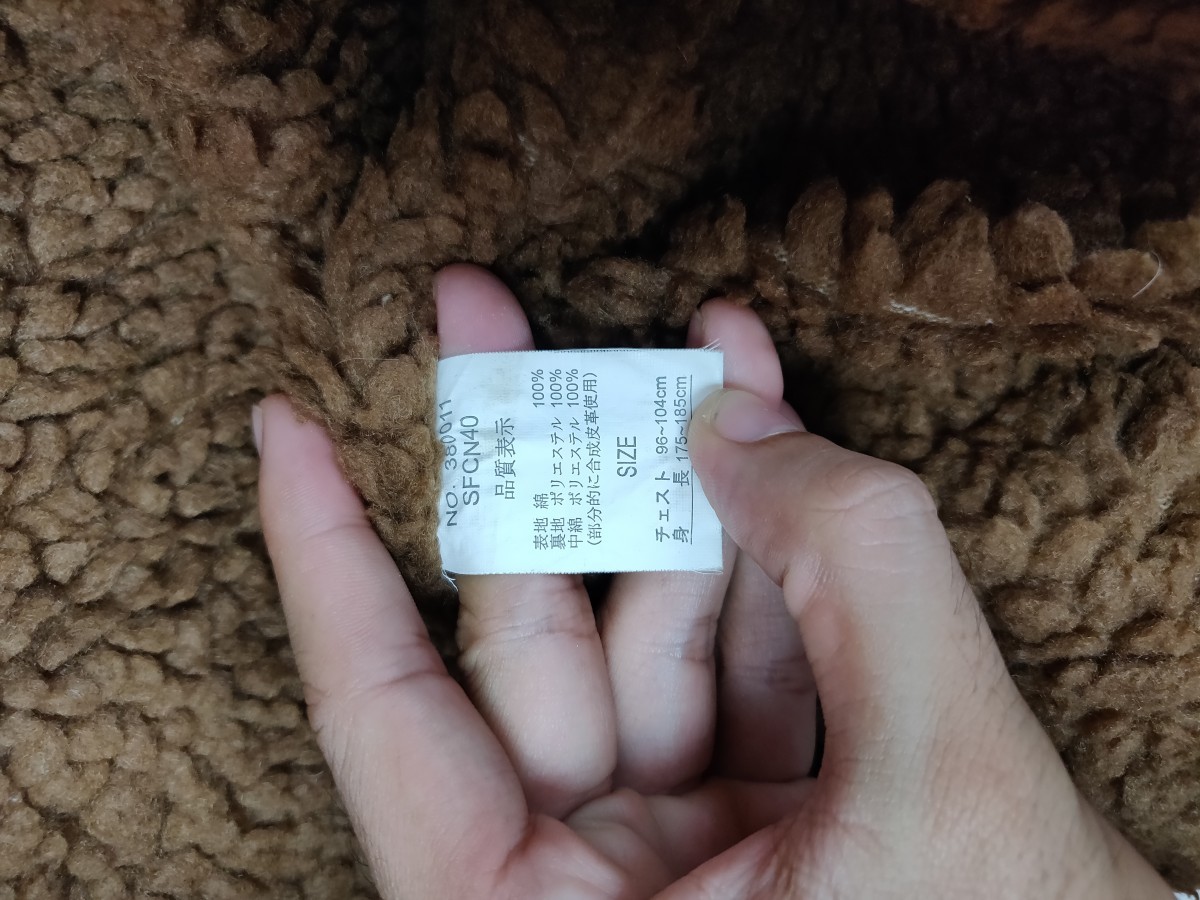 NO. 380011
SFCN40
品質表示
表地 綿 100%
裏地 ポリエステル 100%
中綿 ポリエステル 100%
(部分的に合成皮革使用)
SIZE
チェスト 96~104cm
身 長 175~185cm